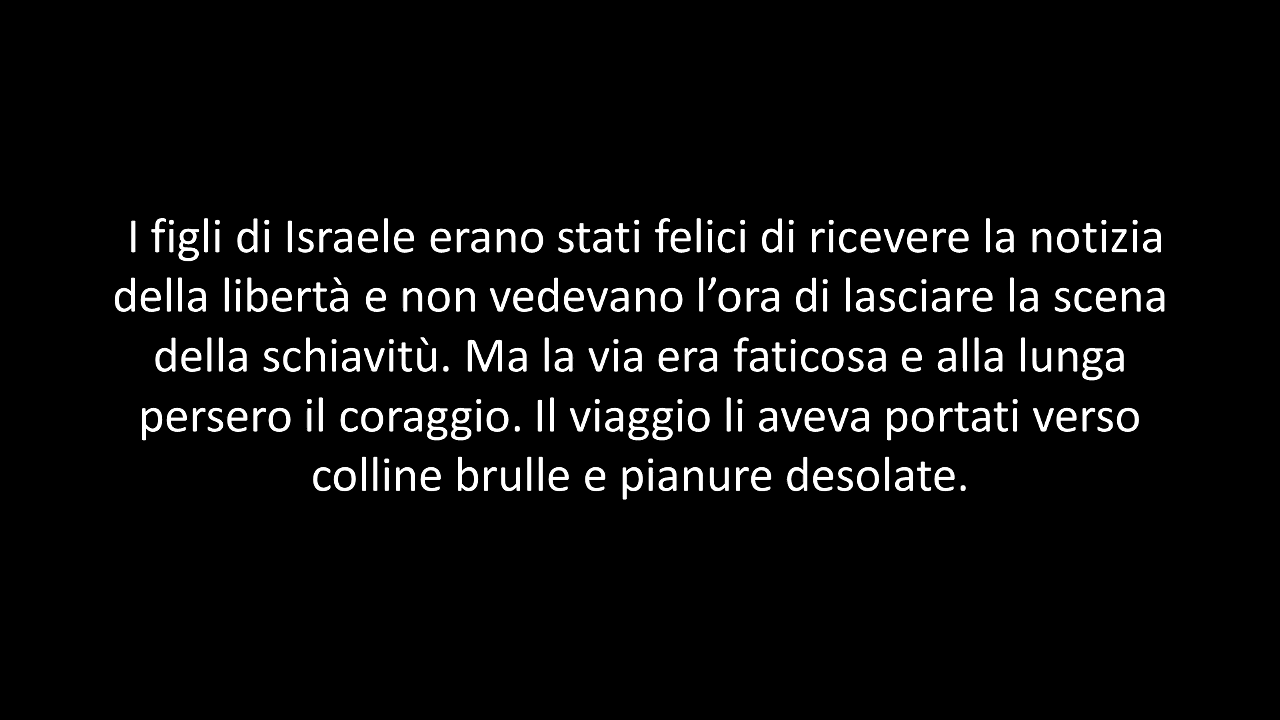 I figli di Israele erano stati felici di ricevere la notizia
della libertà e non vedevano l’ora di lasciare la scena
della schiavitù. Ma la via era faticosa e alla lunga
persero il coraggio. Il viaggio li aveva portati verso
colline brulle e pianure desolate.